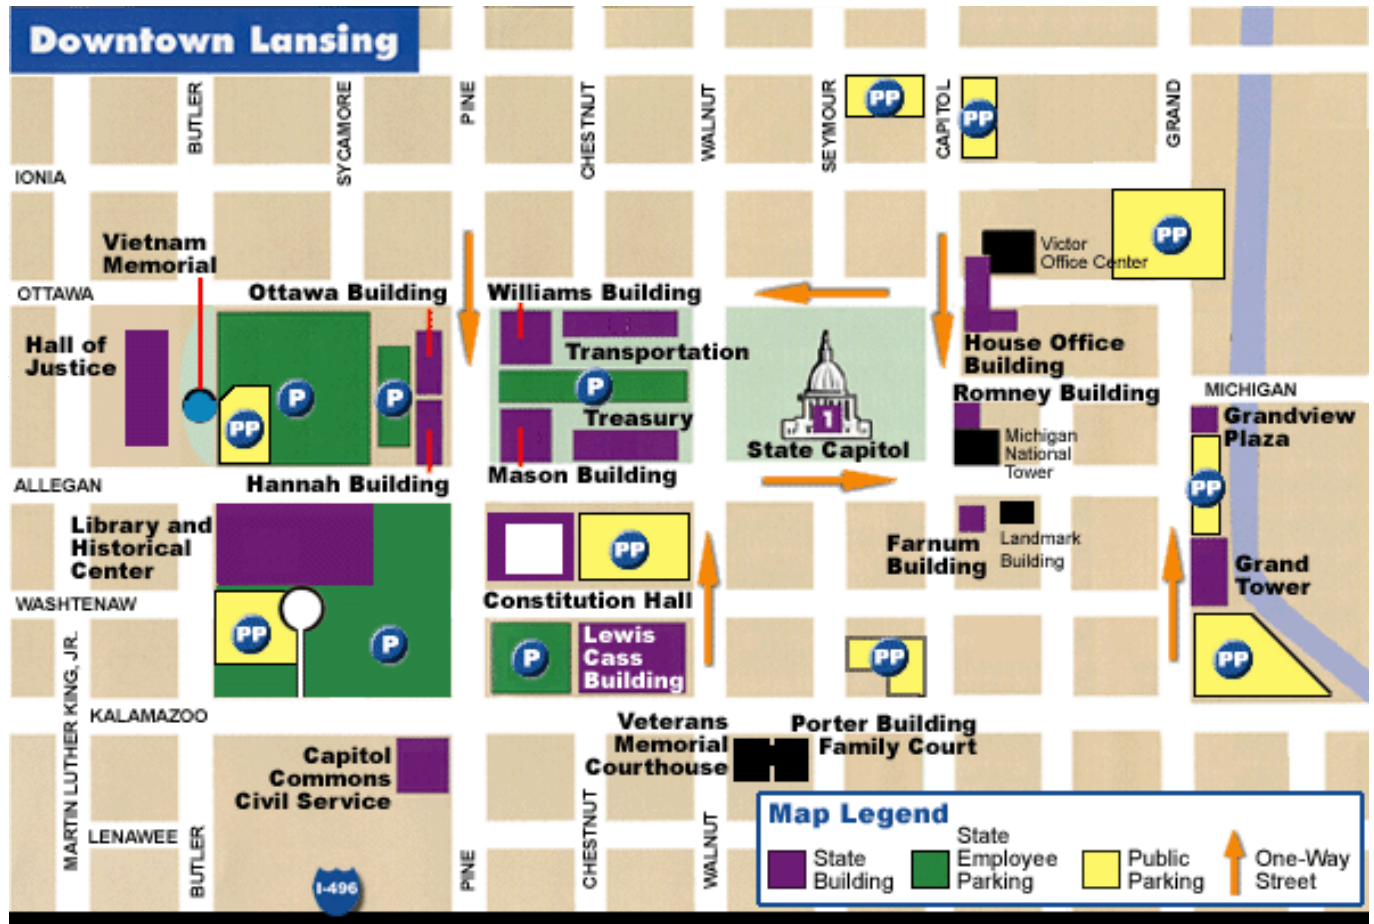 Downtown Lansing
BUTLER
SYCAMORE
PINE
CHESTNUT
WALNUT
SEYMOUR
CAPITOL
GRAND
PP
PP
IONIA
Vietnam
Memorial
PP
Victor
Office Center
OTTAWA
Ottawa Building
Williams Building
Hall of
Justice
Transportation
House Office
Building
P
P
P
PP
Treasury
1
State Capitol
Romney Building
MICHIGAN
Grandview
Plaza
Michigan
National
Tower
ALLEGAN
Hannah Building
Mason Building
PP
Library and
Historical
Center
PP
Farnum
Building
Landmark
Building
Grand
Tower
WASHTENAW
Constitution Hall
PP
P
P
Lewis
Cass
Building
PP
PP
MARTIN LUTHER KING, JR.
KALAMAZOO
Veterans
Memorial
Courthouse
Porter Building
Family Court
Capitol
Commons
Civil Service
LENAWEE
BUTLER
I-496
PINE
CHESTNUT
WALNUT
Map Legend
State
Building
State
Employee
Parking
Public
Parking
One-Way
Street